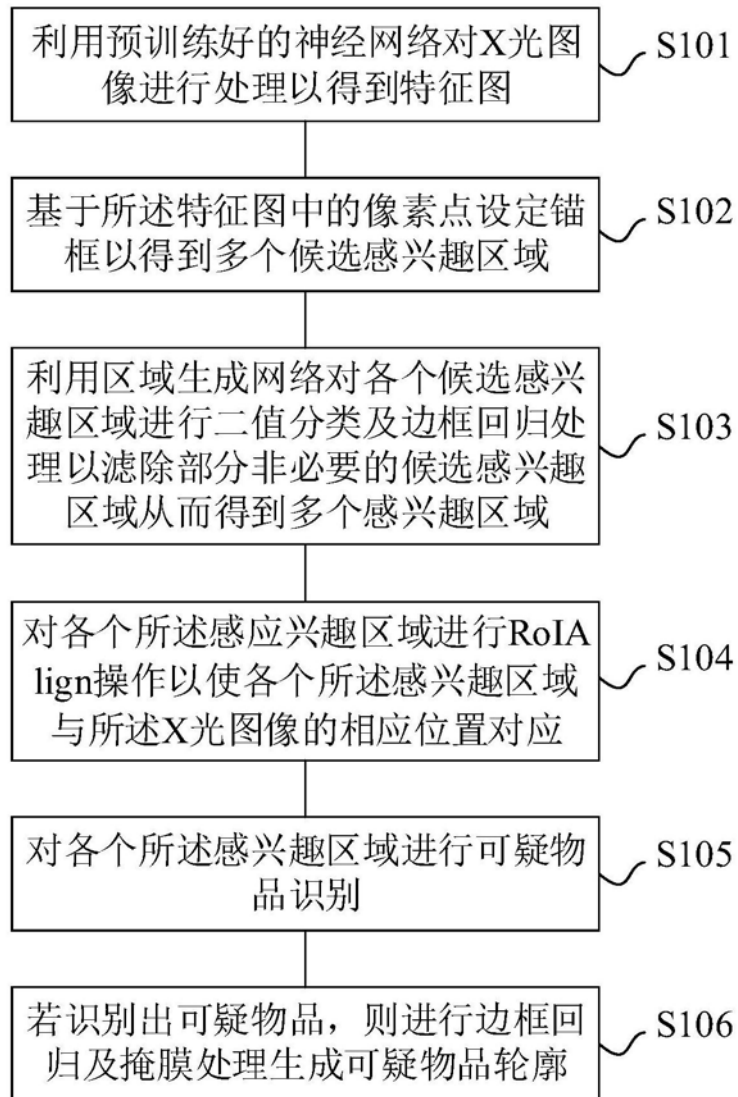 利用预训练好的神经网络对X光图
像进行处理以得到特征图
S101
基于所述特征图中的像素点设定锚
框以得到多个候选感兴趣区域
S102
利用区域生成网络对各个候选感兴
趣区域进行二值分类及边框回归处
理以滤除部分非必要的候选感兴趣
区域从而得到多个感兴趣区域
S103
对各个所述感应兴趣区域进行RoIA
lign操作以使各个所述感兴趣区域
与所述X光图像的相应位置对应
S104
对各个所述感兴趣区域进行可疑物
品识别
S105
若识别出可疑物品，则进行边框回
归及掩膜处理生成可疑物品轮廓
S106